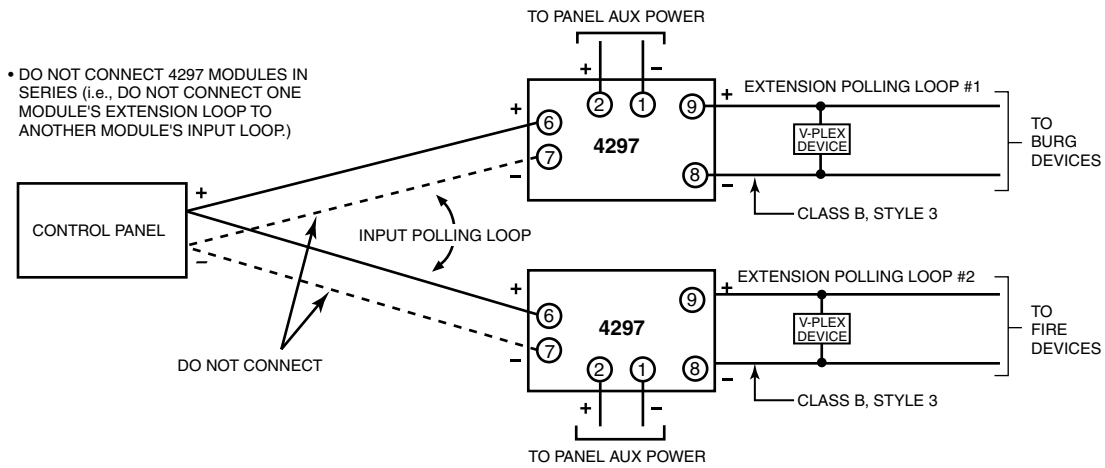 TO PANEL AUX POWER
+ −
• DO NOT CONNECT 4297 MODULES IN
SERIES (i.e., DO NOT CONNECT ONE
MODULE'S EXTENSION LOOP TO
ANOTHER MODULE'S INPUT LOOP.)
2 1
+ 6
7 −
4297
9 +
8 −
EXTENSION POLLING LOOP #1
V-PLEX
DEVICE
TO
BURG
DEVICES
CLASS B, STYLE 3
CONTROL PANEL
+
−
INPUT POLLING LOOP
DO NOT CONNECT
+ 6
7 −
4297
9 +
8 −
2 1
EXTENSION POLLING LOOP #2
V-PLEX
DEVICE
TO
FIRE
DEVICES
CLASS B, STYLE 3
+ −
TO PANEL AUX POWER